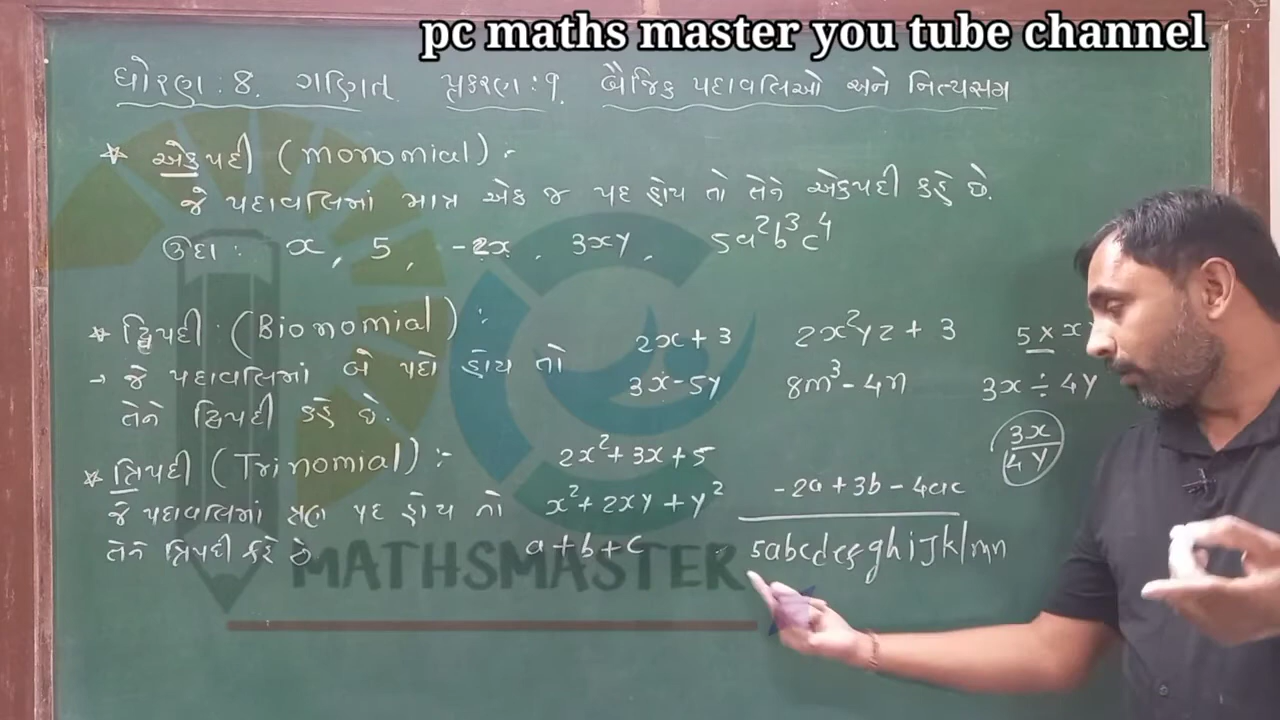 pc maths master you tube channel
ધોરણ : 8. ગણિત પ્રકરણ : 9. બૈજિક પદાવલિઓ અને નિત્યસમ
* એકપદી (monomial) :-
જે પદાવલિમાં માત્ર એક જ પદ હોય તો તેને એકપદી કહે છે.
ઉદા : x, 5, -2x, 3xy, 5a²b³c⁴
* દ્વિપદી : (Bionomial) :-
→ જે પદાવલિમાં બે પદો હોય તો
તેને દ્વિપદી કહે છે.
2x + 3 2x²yz + 3 5 × x
3x - 5y 8m³ - 4n 3x ÷ 4y
3x
4y
* ત્રિપદી (Trinomial) :-
જે પદાવલિમાં ત્રણ પદ હોય તો
તેને ત્રિપદી કહે છે
2x² + 3x + 5
x² + 2xy + y²
a + b + c
- 2a + 3b - 4ac
5abcdefghijklmn
MATHSMASTER